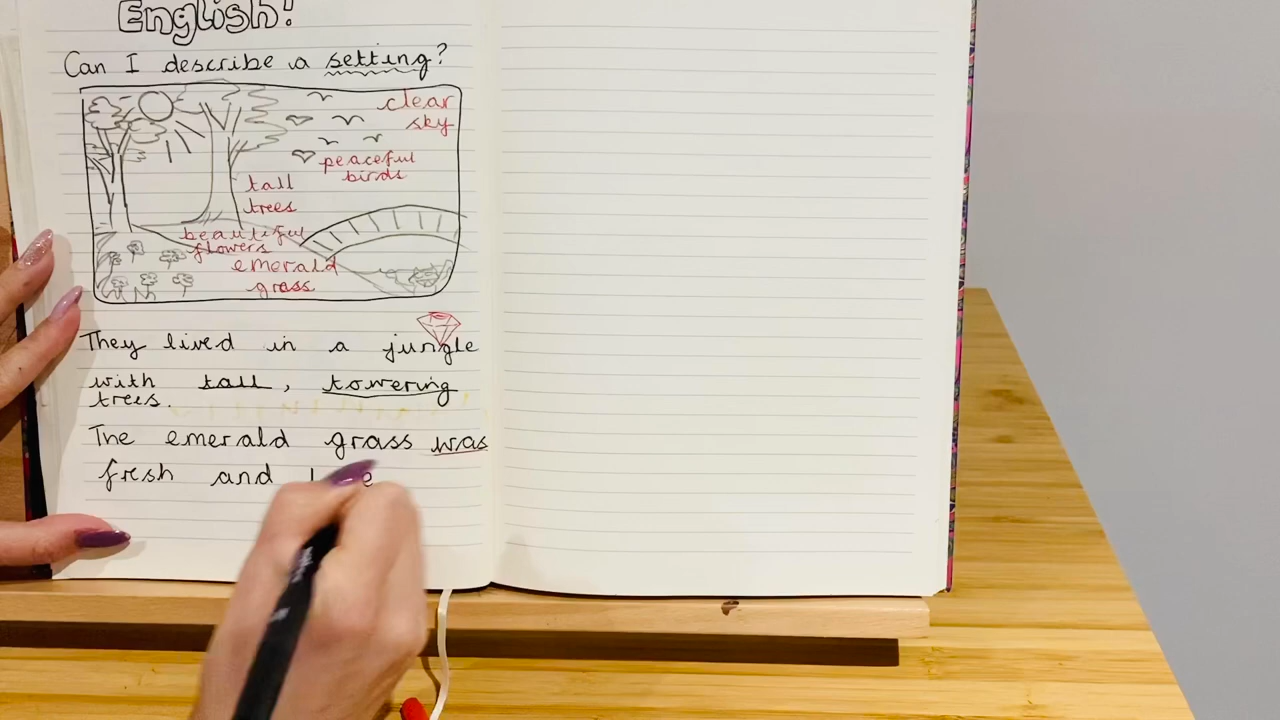 English!
Can I describe a setting?
clear
sky
peaceful
birds
tall
trees
beautiful
flowers
emerald
grass
They lived in a jungle
with tall, towering
trees.
The emerald grass was
fresh and